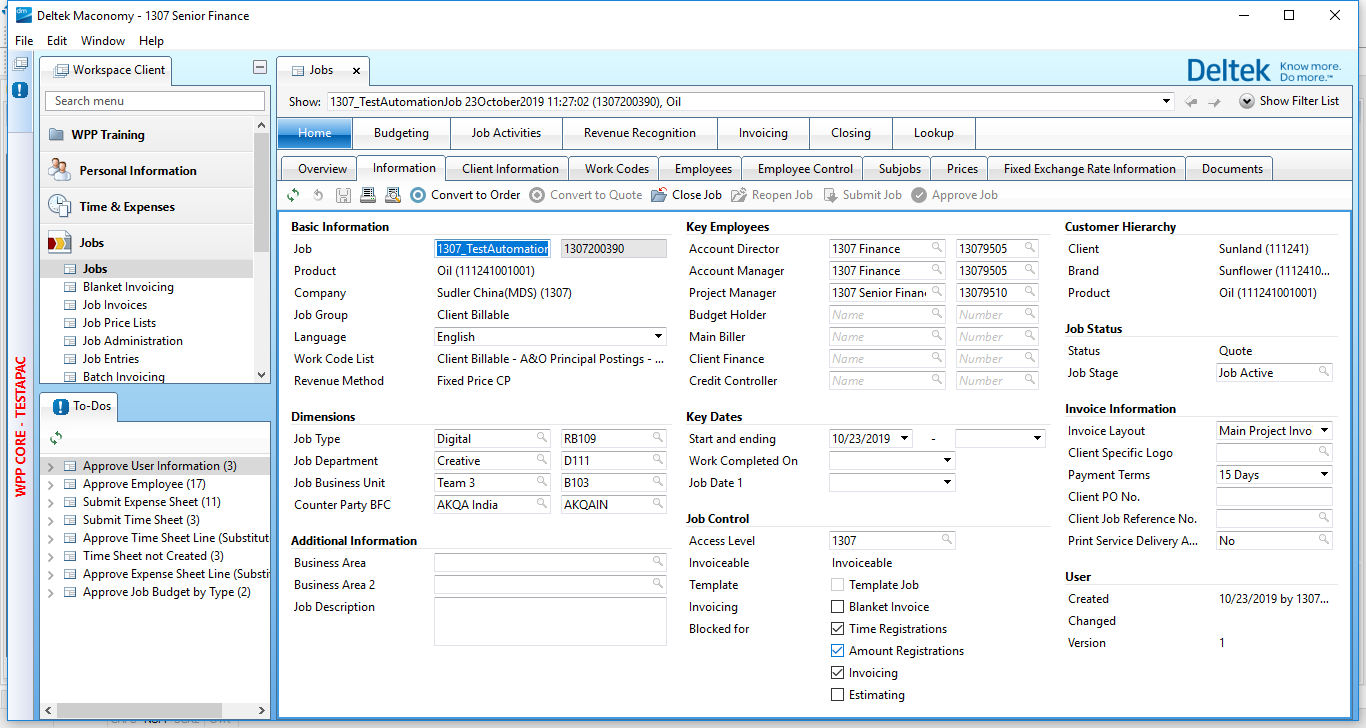 Deltek Maconomy - 1307 Senior Finance
File Edit Window Help
Workspace Client
Search menu
WPP Training
Personal Information
Time & Expenses
Jobs
Jobs
Blanket Invoicing
Job Invoices
Job Price Lists
Job Administration
Job Entries
Batch Invoicing
WPP CORE - TESTAPAC
To-Dos
Approve User Information (3)
Approve Employee (17)
Submit Expense Sheet (11)
Submit Time Sheet (3)
Approve Time Sheet Line (Substitut
Time Sheet not Created (3)
Approve Expense Sheet Line (Substi
Approve Job Budget by Type (2)
Jobs
Deltek Know more.
Do more.™
Show: 1307_TestAutomationJob 23October2019 11:27:02 (1307200390), Oil Show Filter List
Home Budgeting Job Activities Revenue Recognition Invoicing Closing Lookup
Overview Information Client Information Work Codes Employees Employee Control Subjobs Prices Fixed Exchange Rate Information Documents
Convert to Order Convert to Quote Close Job Reopen Job Submit Job Approve Job
Basic Information
Job 1307_TestAutomation 1307200390
Product Oil (111241001001)
Company Sudler China(MDS) (1307)
Job Group Client Billable
Language English
Work Code List Client Billable - A&O Principal Postings - ...
Revenue Method Fixed Price CP
Dimensions
Job Type Digital RB109
Job Department Creative D111
Job Business Unit Team 3 B103
Counter Party BFC AKQA India AKQAIN
Additional Information
Business Area
Business Area 2
Job Description
Key Employees
Account Director 1307 Finance 13079505
Account Manager 1307 Finance 13079505
Project Manager 1307 Senior Finan 13079510
Budget Holder Name Number
Main Biller Name Number
Client Finance Name Number
Credit Controller Name Number
Key Dates
Start and ending 10/23/2019 -
Work Completed On
Job Date 1
Job Control
Access Level 1307
Invoiceable Invoiceable
Template Template Job
Invoicing Blanket Invoice
Blocked for Time Registrations
Amount Registrations
Invoicing
Estimating
Customer Hierarchy
Client Sunland (111241)
Brand Sunflower (1112410...
Product Oil (111241001001)
Job Status
Status Quote
Job Stage Job Active
Invoice Information
Invoice Layout Main Project Invo
Client Specific Logo
Payment Terms 15 Days
Client PO No.
Client Job Reference No.
Print Service Delivery A... No
User
Created 10/23/2019 by 1307...
Changed
Version 1